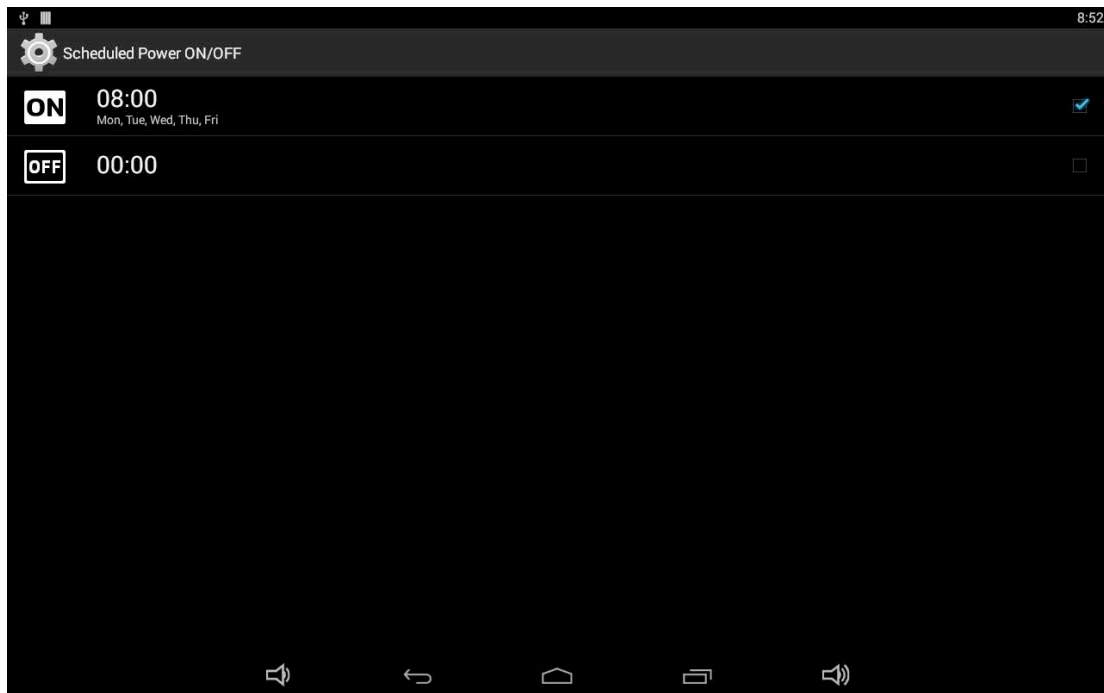 8:52
Scheduled Power ON/OFF
ON
08:00
Mon, Tue, Wed, Thu, Fri
OFF
00:00